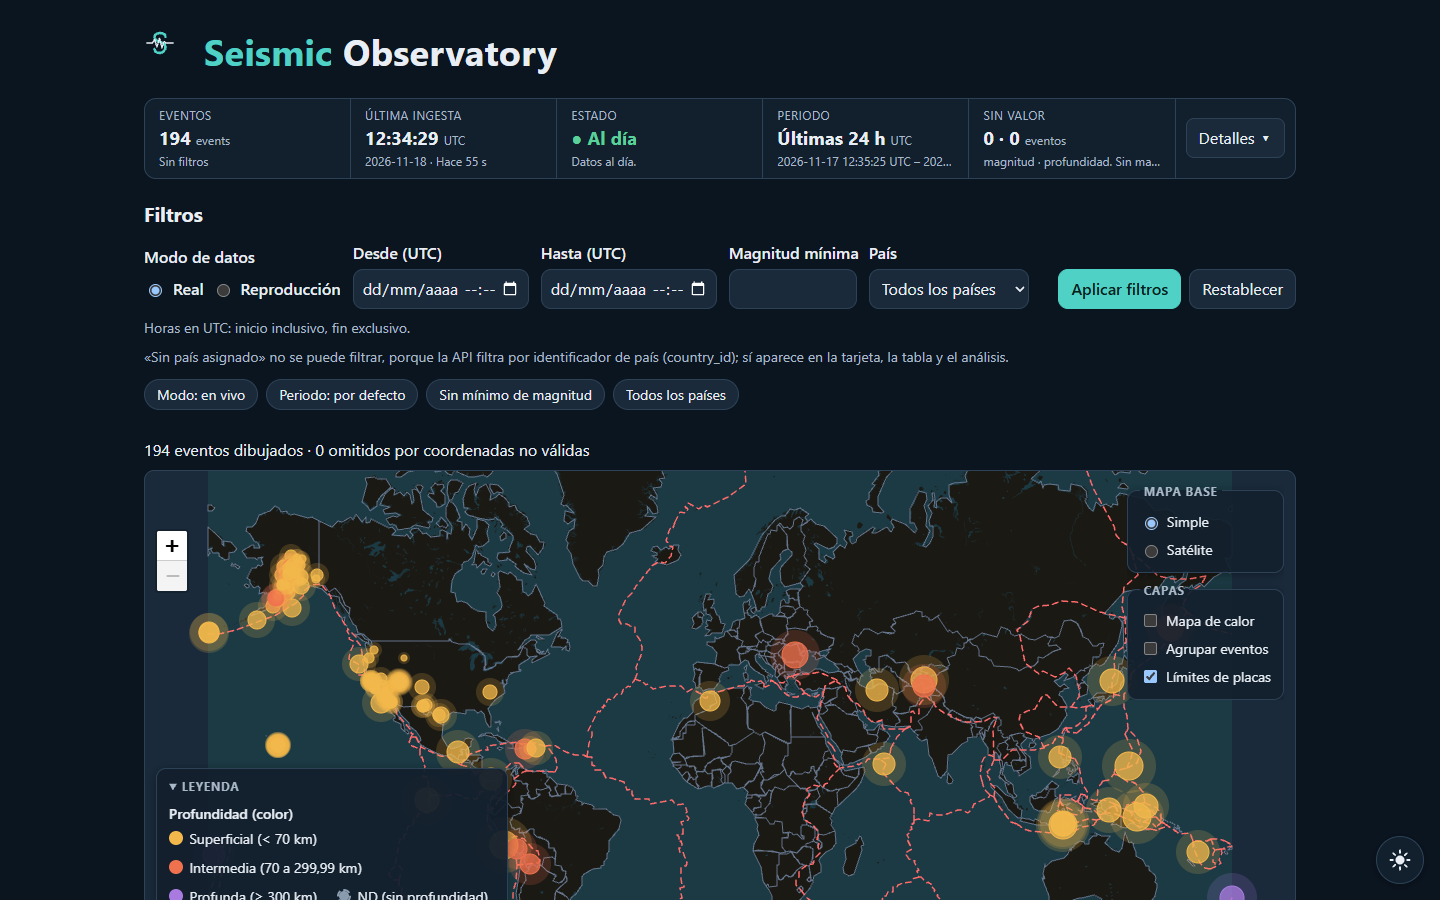 Seismic Observatory
EVENTOS
194 events
Sin filtros
ÚLTIMA INGESTA
12:34:29 UTC
2026-11-18 · Hace 55 s
ESTADO
● Al día
Datos al día.
PERIODO
Últimas 24 h UTC
2026-11-17 12:35:25 UTC – 202...
SIN VALOR
0 · 0 eventos
magnitud · profundidad. Sin ma...
Detalles ▼
Filtros
Modo de datos
Real
Reproducción
Desde (UTC)
dd/mm/aaaa --:--
Hasta (UTC)
dd/mm/aaaa --:--
Magnitud mínima
País
Todos los países
Aplicar filtros
Restablecer
Horas en UTC: inicio inclusivo, fin exclusivo.
«Sin país asignado» no se puede filtrar, porque la API filtra por identificador de país (country_id); sí aparece en la tarjeta, la tabla y el análisis.
Modo: en vivo
Periodo: por defecto
Sin mínimo de magnitud
Todos los países
194 eventos dibujados · 0 omitidos por coordenadas no válidas
+
−
MAPA BASE
Simple
Satélite
CAPAS
Mapa de calor
Agrupar eventos
Límites de placas
▼ LEYENDA
Profundidad (color)
Superficial (< 70 km)
Intermedia (70 a 299,99 km)
Profunda (≥ 300 km)
ND (sin profundidad)